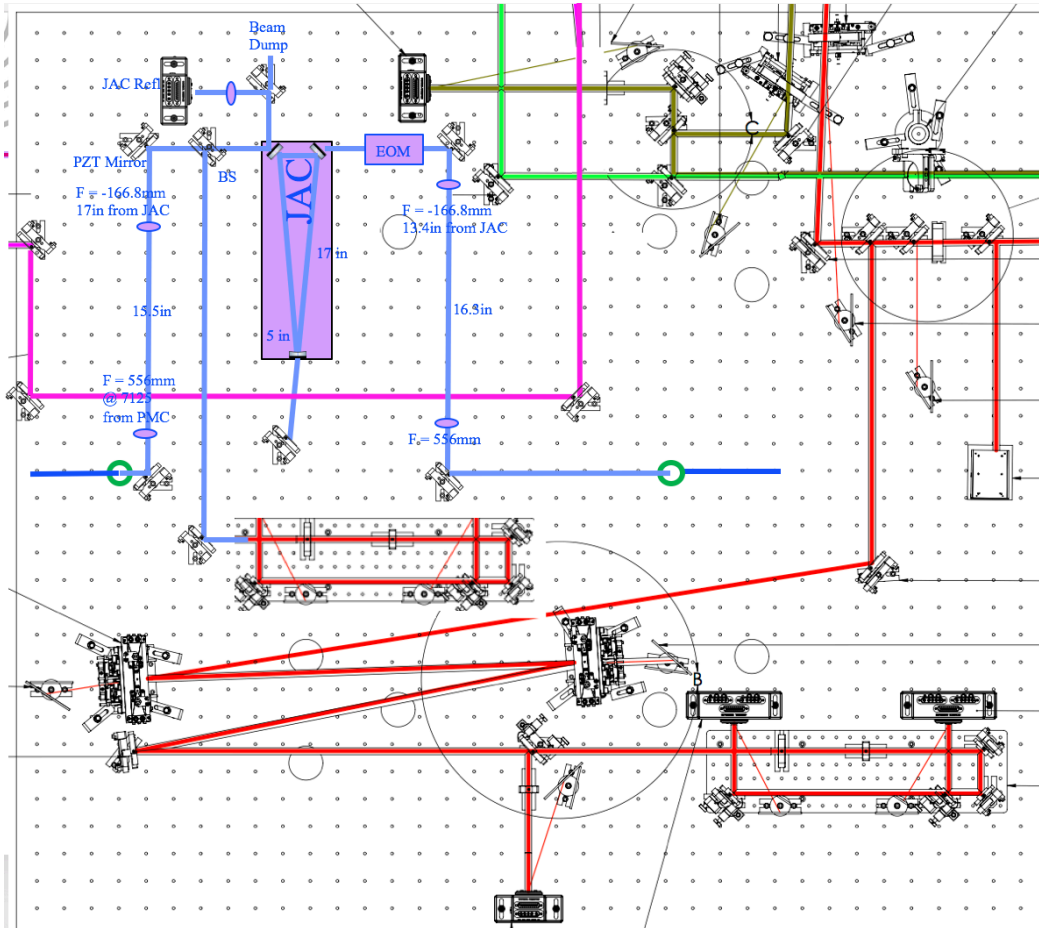 Beam
Dump
JAC Refl
PZT Mirror
BS
EOM
JAC
F = -166.8mm
17in from JAC
F = -166.8mm
13.4in from JAC
17 in
15.5in
16.3in
5 in
F = 556mm
@ 7125
from PMC
F = 556mm
C
B